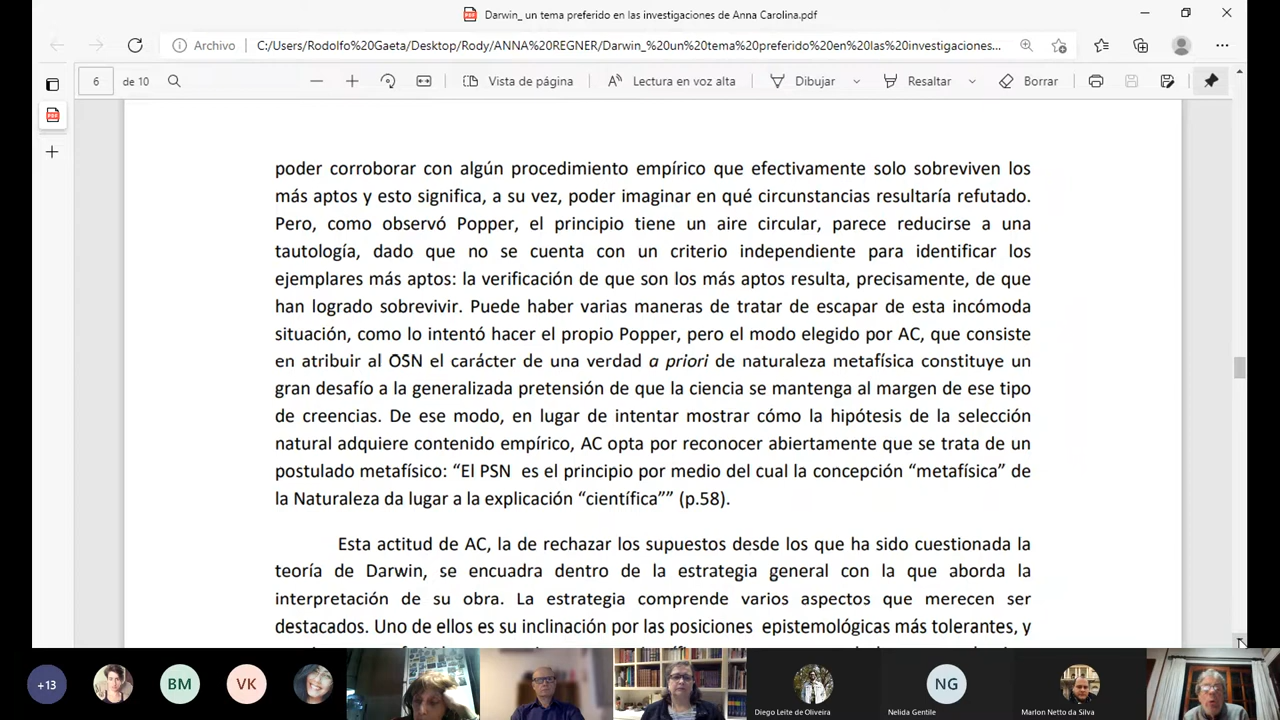 Darwin_ un tema preferido en las investigaciones de Anna Carolina.pdf
Archivo
C:/Users/Rodolfo%20Gaeta/Desktop/Rody/ANNA%20REGNER/Darwin_%20un%20tema%20preferido%20en%20las%20investigaciones...
6 de 10
Vista de página
Lectura en voz alta
Dibujar
Resaltar
Borrar
poder corroborar con algún procedimiento empírico que efectivamente solo sobreviven los
más aptos y esto significa, a su vez, poder imaginar en qué circunstancias resultaría refutado.
Pero, como observó Popper, el principio tiene un aire circular, parece reducirse a una
tautología, dado que no se cuenta con un criterio independiente para identificar los
ejemplares más aptos: la verificación de que son los más aptos resulta, precisamente, de que
han logrado sobrevivir. Puede haber varias maneras de tratar de escapar de esta incómoda
situación, como lo intentó hacer el propio Popper, pero el modo elegido por AC, que consiste
en atribuir al OSN el carácter de una verdad a priori de naturaleza metafísica constituye un
gran desafío a la generalizada pretensión de que la ciencia se mantenga al margen de ese tipo
de creencias. De ese modo, en lugar de intentar mostrar cómo la hipótesis de la selección
natural adquiere contenido empírico, AC opta por reconocer abiertamente que se trata de un
postulado metafísico: “El PSN es el principio por medio del cual la concepción “metafísica” de
la Naturaleza da lugar a la explicación “científica”” (p.58).
Esta actitud de AC, la de rechazar los supuestos desde los que ha sido cuestionada la
teoría de Darwin, se encuadra dentro de la estrategia general con la que aborda la
interpretación de su obra. La estrategia comprende varios aspectos que merecen ser
destacados. Uno de ellos es su inclinación por las posiciones epistemológicas más tolerantes, y
+13
BM
VK
NG
Diego Leite de Oliveira
Nelida Gentile
Marlon Netto da Silva